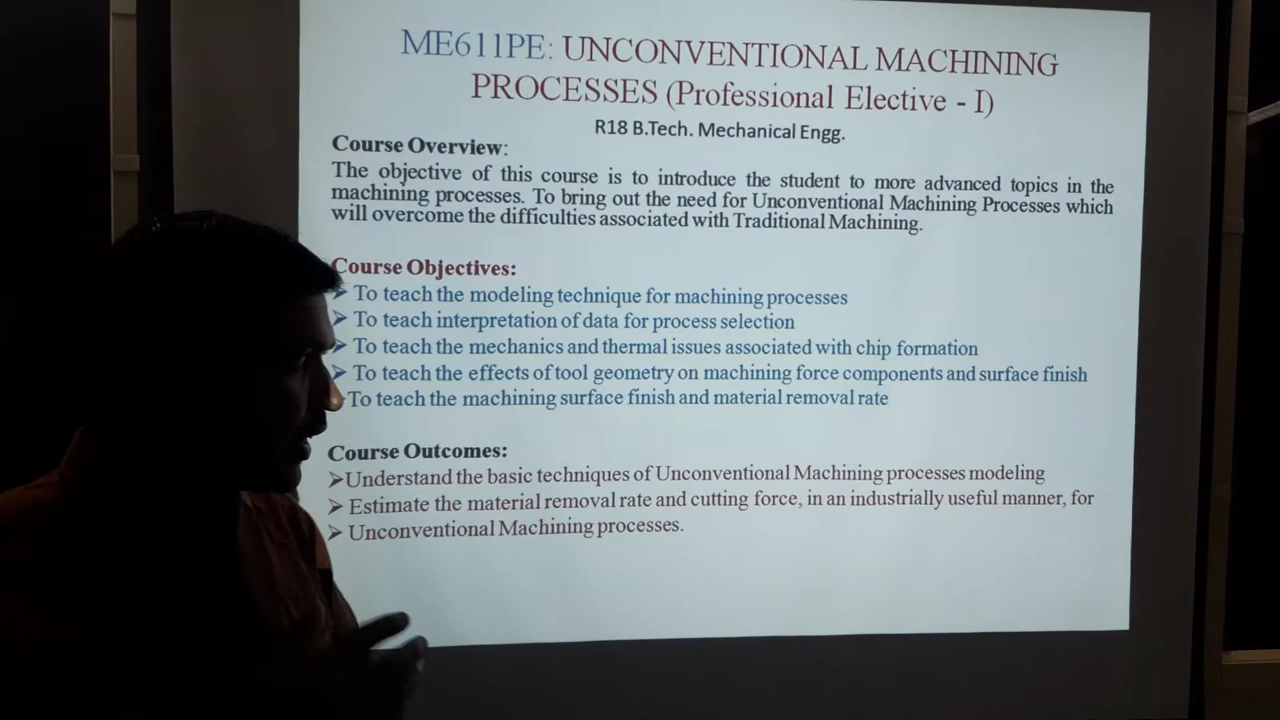 ME611PE: UNCONVENTIONAL MACHINING
PROCESSES (Professional Elective - I)
R18 B.Tech. Mechanical Engg.
Course Overview:
The objective of this course is to introduce the student to more advanced topics in the
machining processes. To bring out the need for Unconventional Machining Processes which
will overcome the difficulties associated with Traditional Machining.
Course Objectives:
➢ To teach the modeling technique for machining processes
➢ To teach interpretation of data for process selection
➢ To teach the mechanics and thermal issues associated with chip formation
➢ To teach the effects of tool geometry on machining force components and surface finish
➢ To teach the machining surface finish and material removal rate
Course Outcomes:
➢Understand the basic techniques of Unconventional Machining processes modeling
➢ Estimate the material removal rate and cutting force, in an industrially useful manner, for
➢ Unconventional Machining processes.